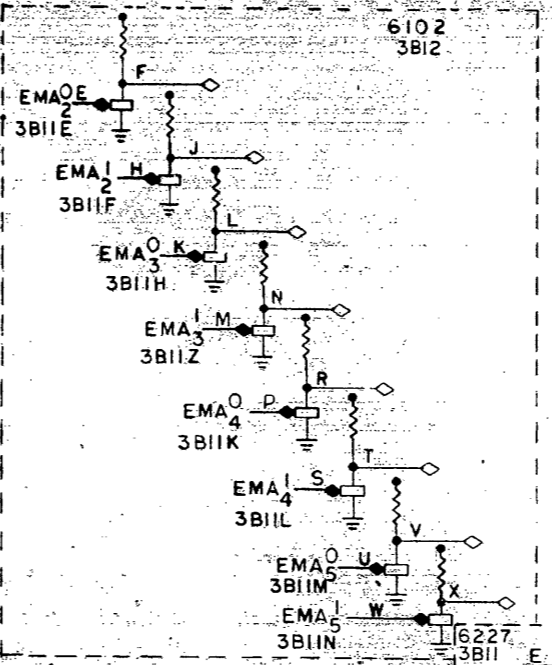 6102
3B12
F
EMA 0 2 E
3B11E
J
EMA 1 2 H
3B11F
L
EMA 0 3 K
3B11H
N
EMA 1 3 M
3B11Z
R
EMA 0 4 P
3B11K
T
EMA 1 4 S
3B11L
V
EMA 0 5 U
3B11M
X
EMA 1 5 W
3B11N
6227
3B11
E